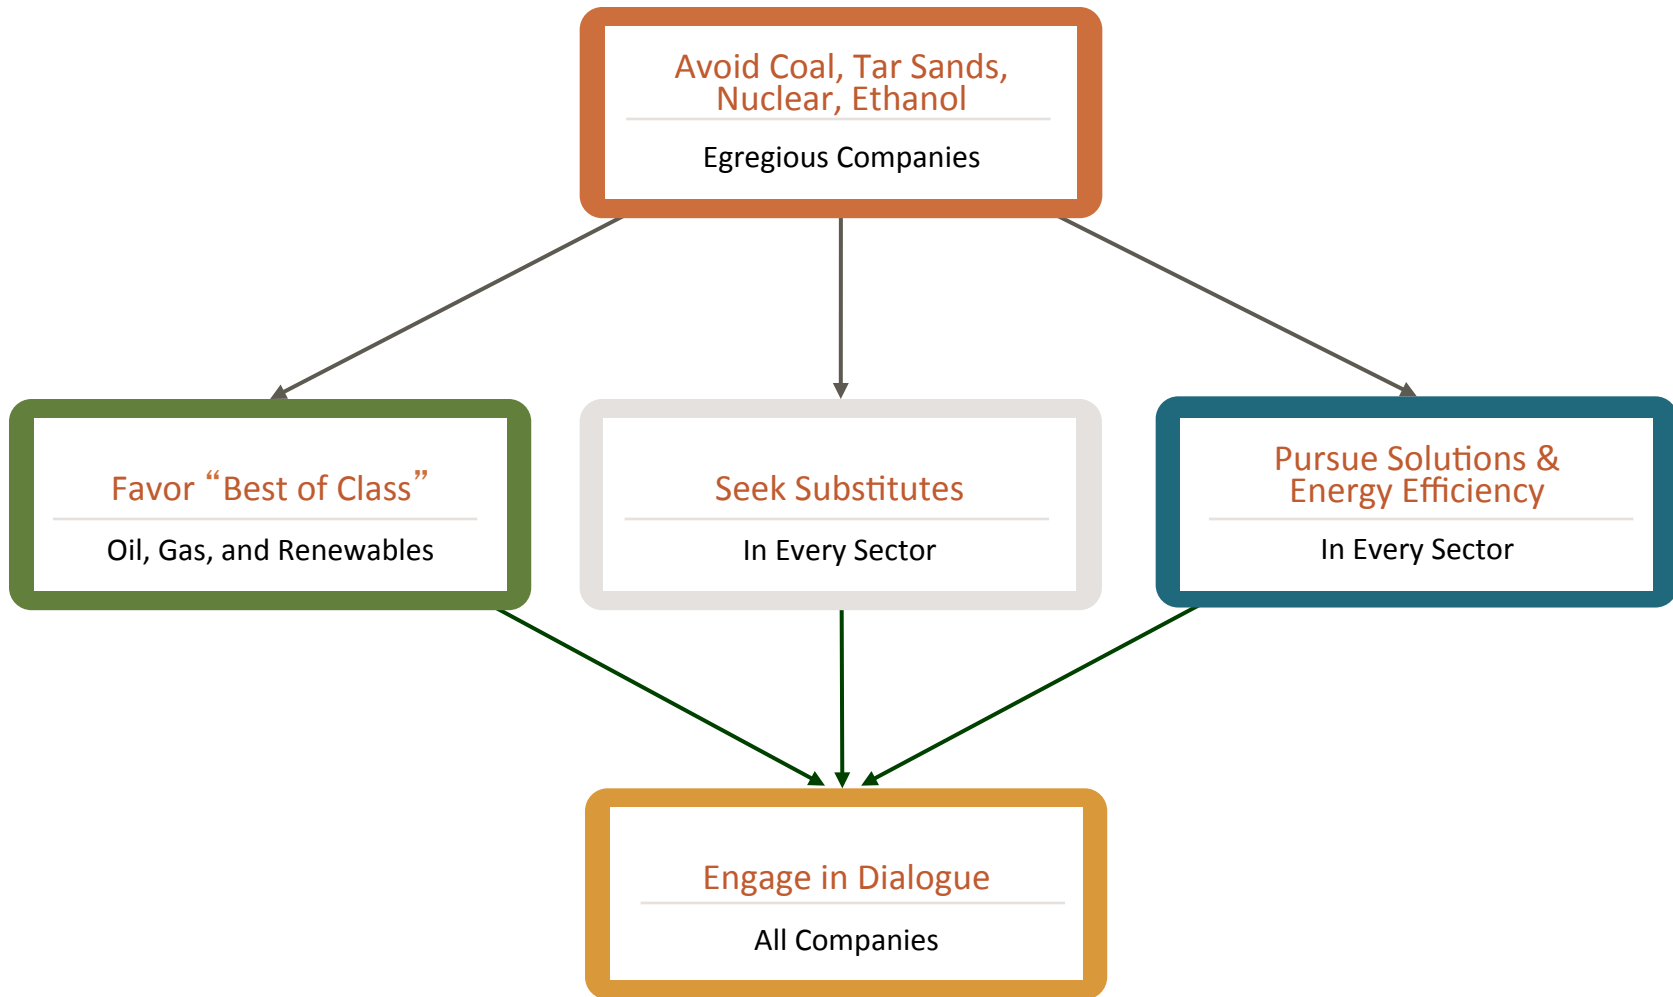 Avoid Coal, Tar Sands,
Nuclear, Ethanol
Egregious Companies
Favor “Best of Class”
Oil, Gas, and Renewables
Seek Substitutes
In Every Sector
Pursue Solutions &
Energy Efficiency
In Every Sector
Engage in Dialogue
All Companies